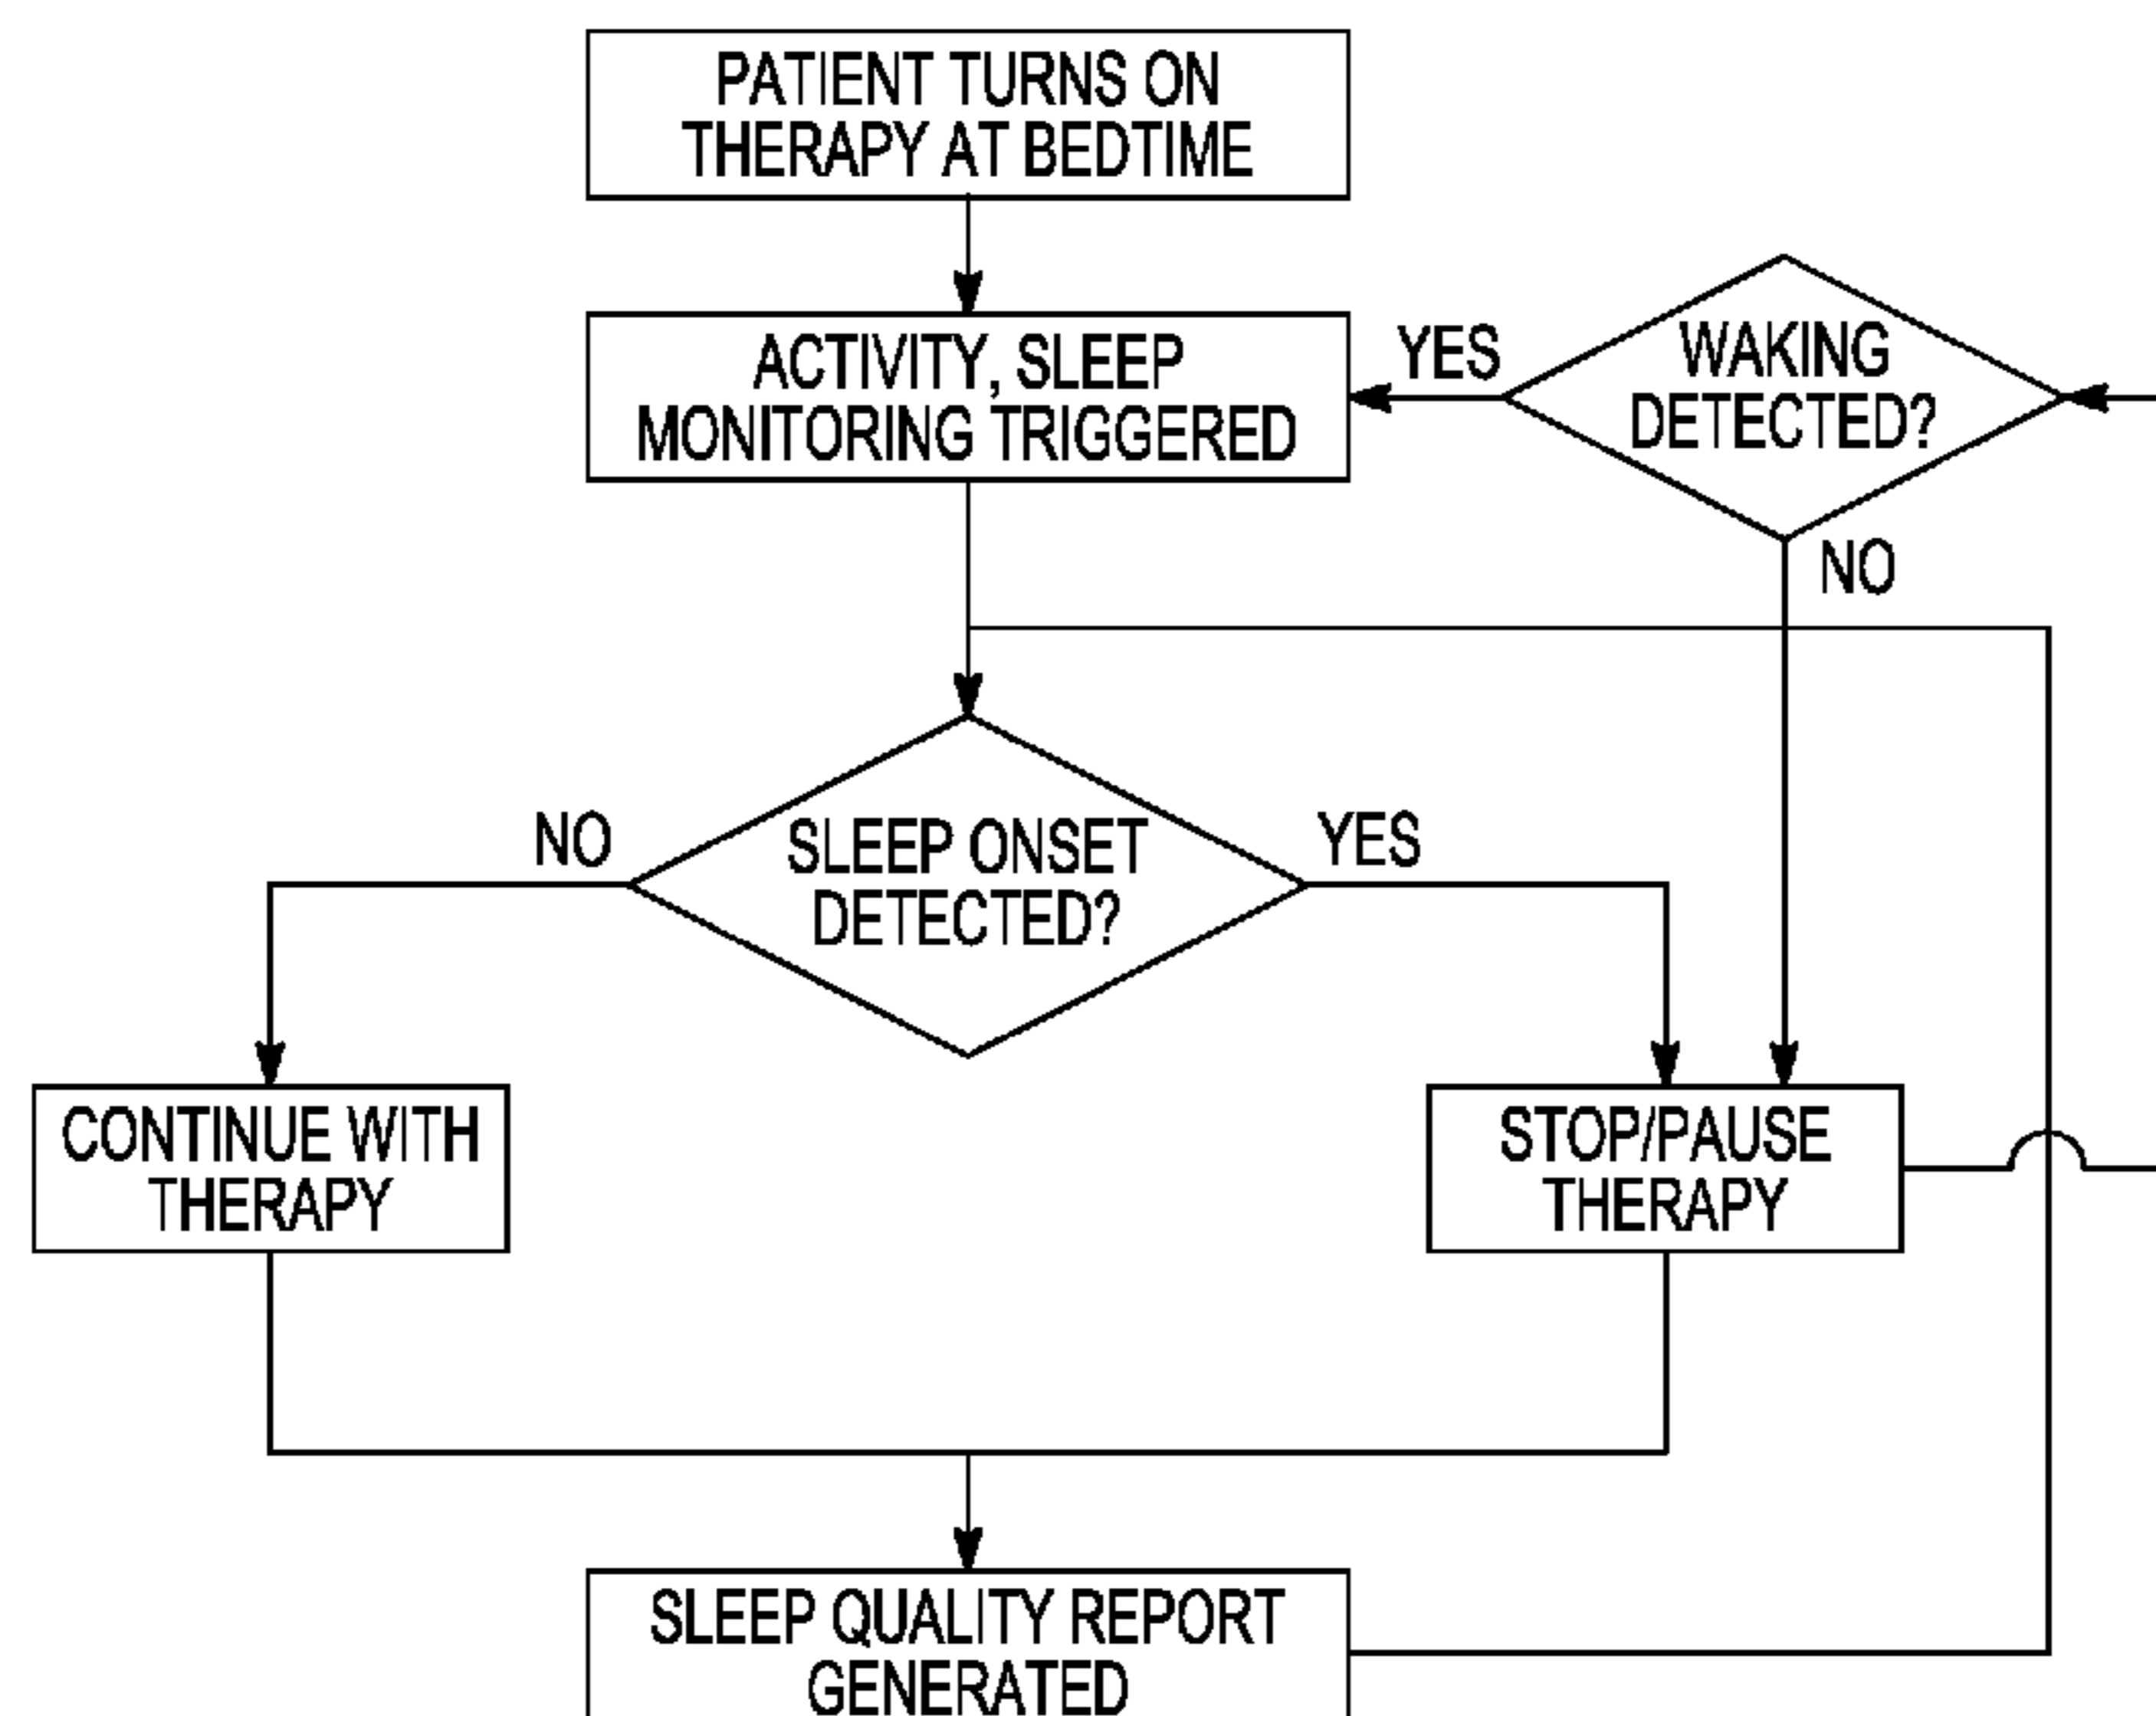 PATIENT TURNS ON
THERAPY AT BEDTIME
ACTIVITY, SLEEP
MONITORING TRIGGERED
YES
WAKING
DETECTED?
NO
SLEEP ONSET
DETECTED?
NO
YES
CONTINUE WITH
THERAPY
STOP/PAUSE
THERAPY
SLEEP QUALITY REPORT
GENERATED